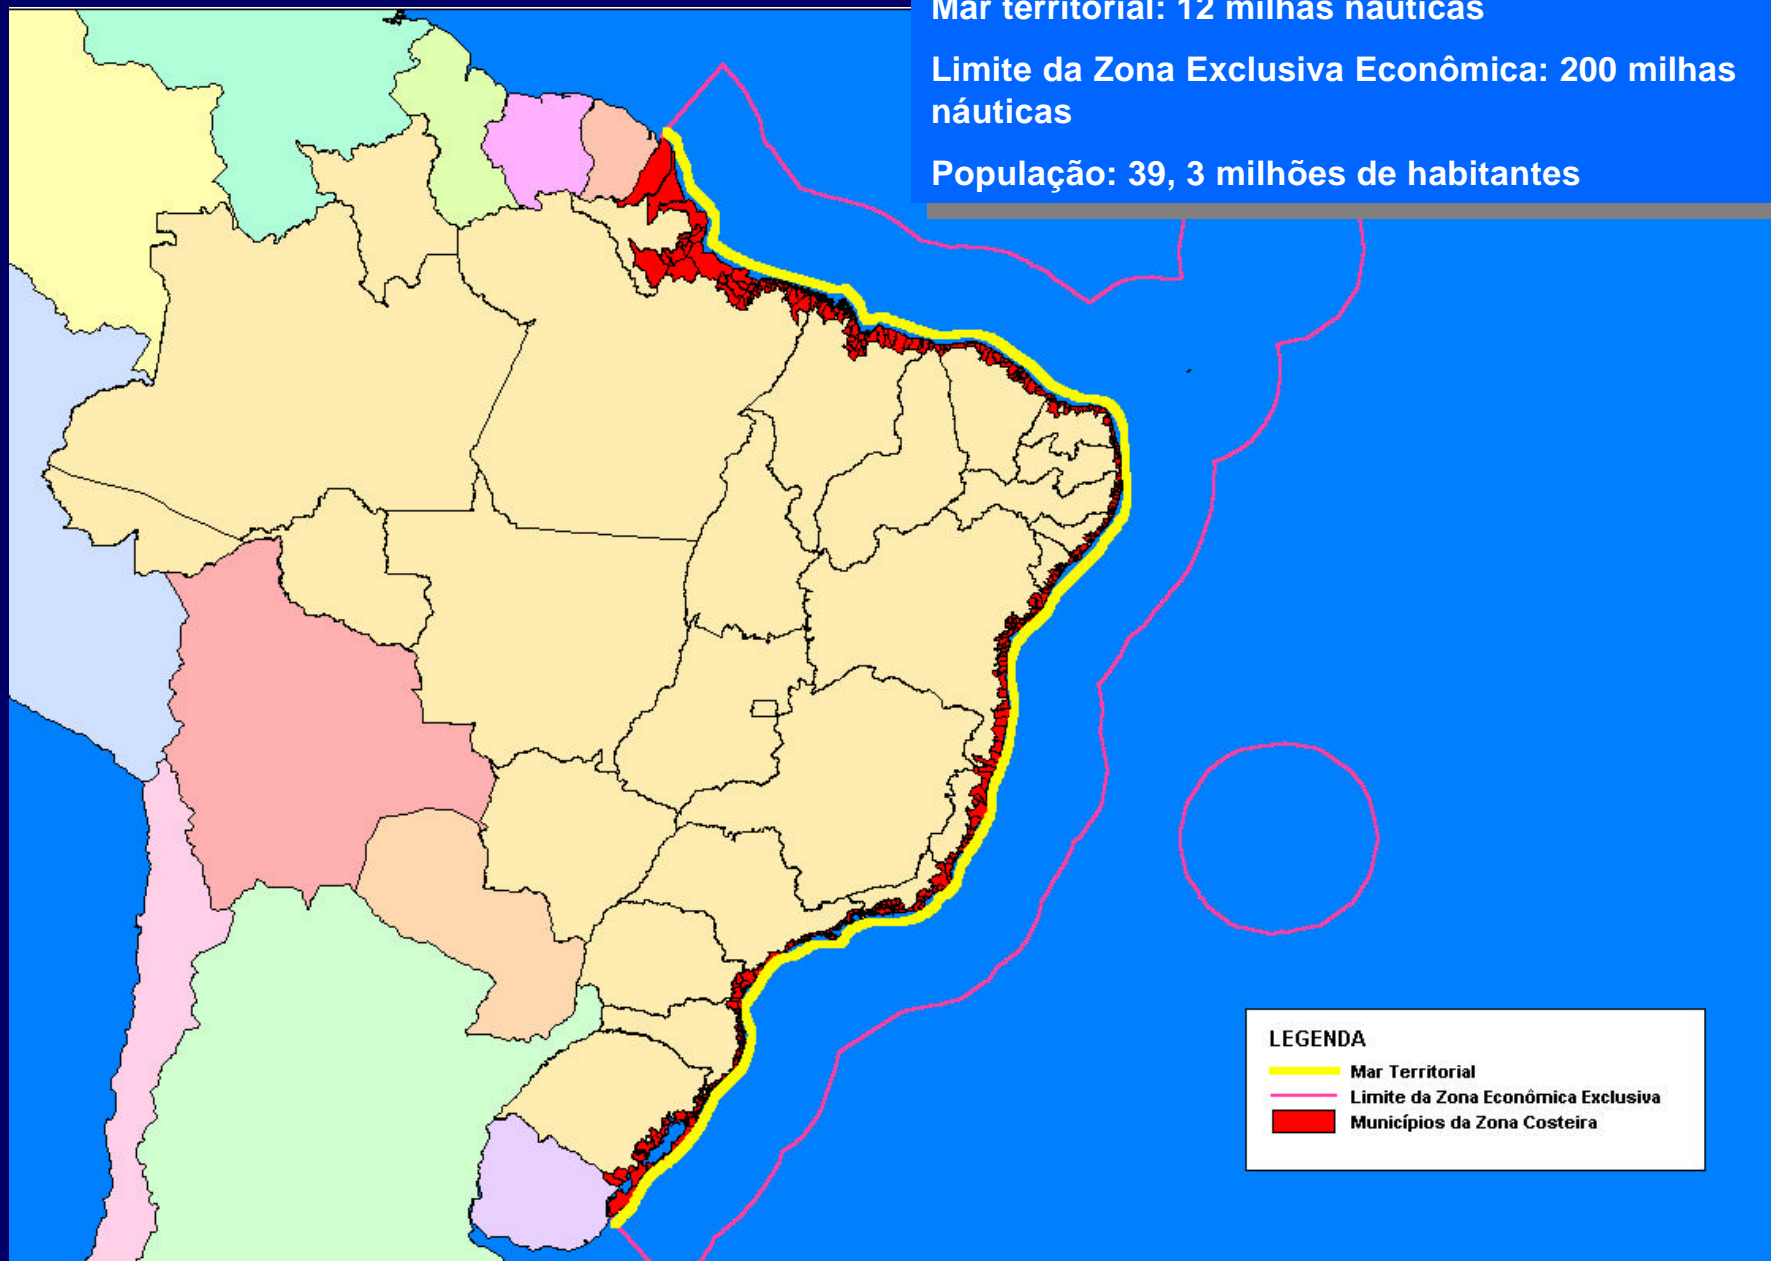 Mar territorial: 12 milhas náuticas
Limite da Zona Exclusiva Econômica: 200 milhas
náuticas
População: 39, 3 milhões de habitantes
LEGENDA
Mar Territorial
Limite da Zona Econômica Exclusiva
Municípios da Zona Costeira